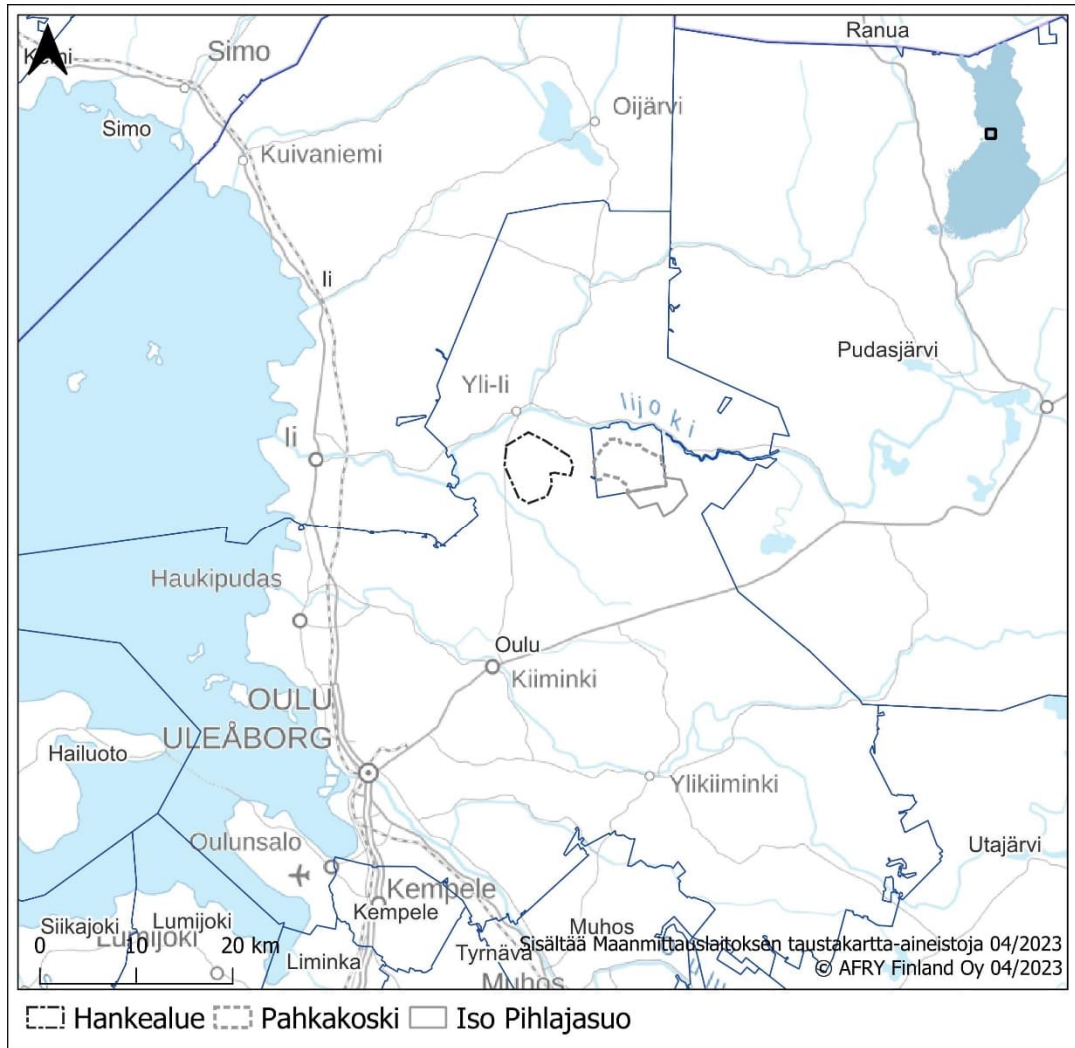 Ranua
Simo
Kemi
Oijärvi
Simo
Kuivaniemi
Ii
Pudasjärvi
Yli-Ii
Iijoki
Ii
Haukipudas
Oulu
Kiiminki
OULU
ULEÅBORG
Hailuoto
Ylikiiminki
Oulunsalo
Utajärvi
Kempele
Kempele
Siikajoki
Lumijoki
Lumijoki
Muhos
0 10 20 km
Liminka
Tyrnävä
Muhos
Sisältää Maanmittauslaitoksen taustakartta-aineistoja 04/2023
© AFRY Finland Oy 04/2023
Hankealue Pahkakoski Iso Pihlajasuo